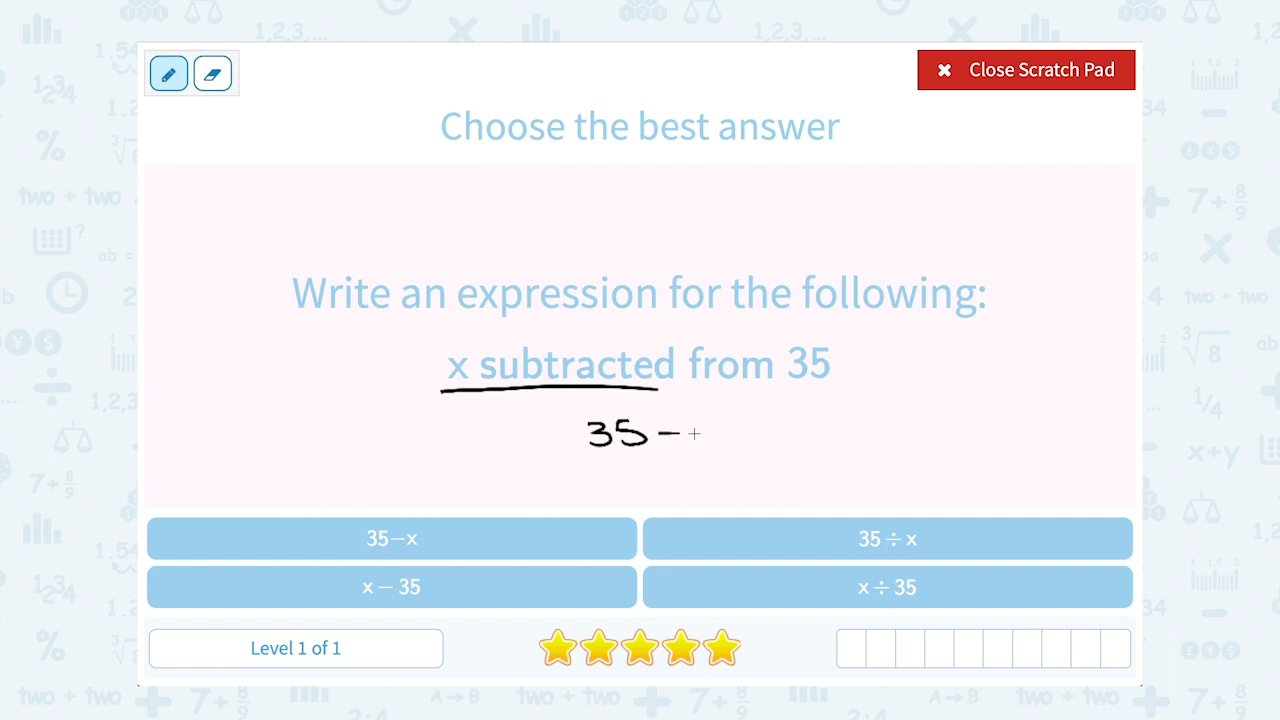 Close Scratch Pad
Choose the best answer
Write an expression for the following:
x subtracted from 35
35 –
35–x
35 ÷ x
x – 35
x ÷ 35
Level 1 of 1